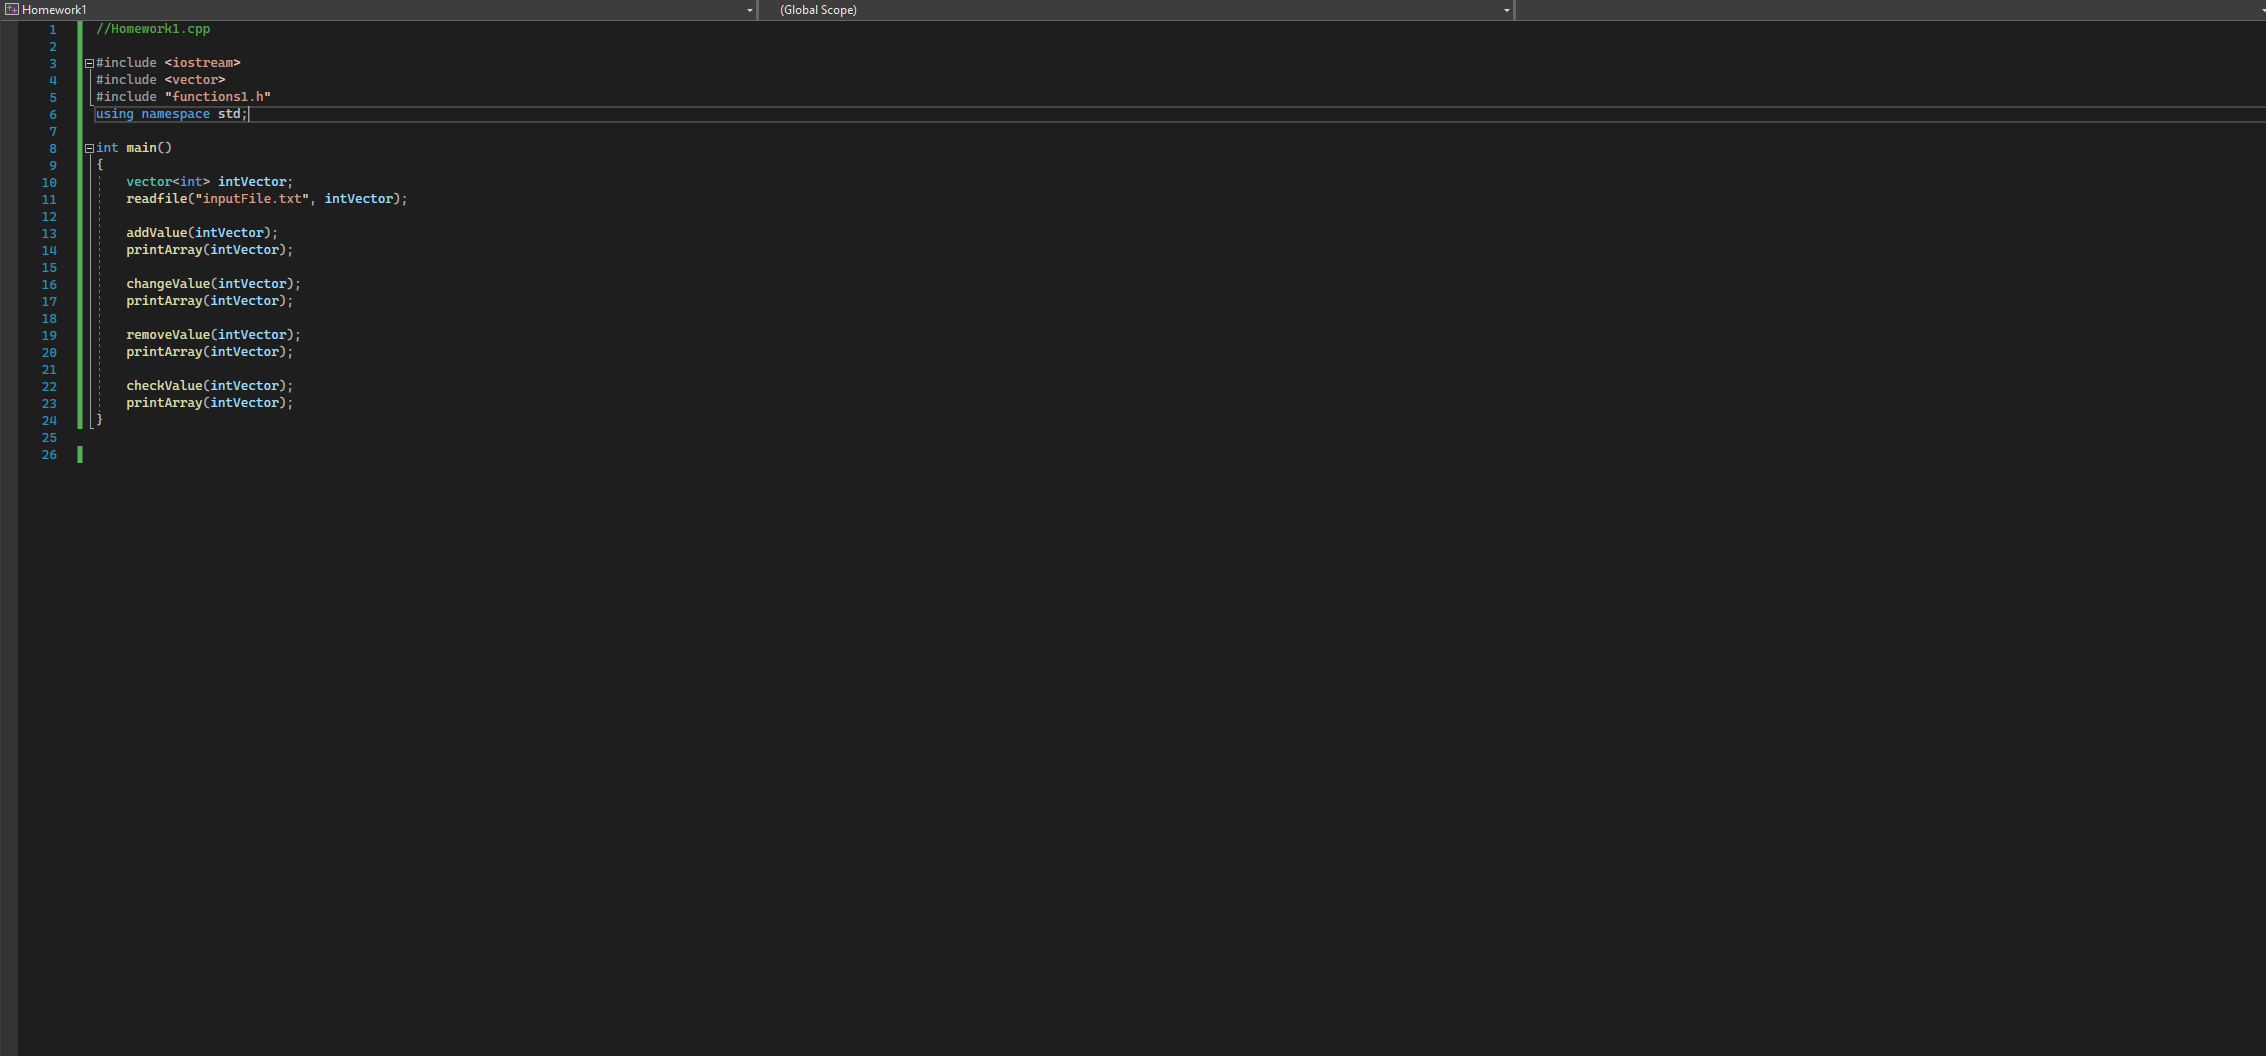 Homework1
(Global Scope)
1 //Homework1.cpp
2
3 #include <iostream>
4 #include <vector>
5 #include "functions1.h"
6 using namespace std;
7
8 int main()
9 {
10     vector<int> intVector;
11     readfile("inputFile.txt", intVector);
12
13     addValue(intVector);
14     printArray(intVector);
15
16     changeValue(intVector);
17     printArray(intVector);
18
19     removeValue(intVector);
20     printArray(intVector);
21
22     checkValue(intVector);
23     printArray(intVector);
24 }
25
26